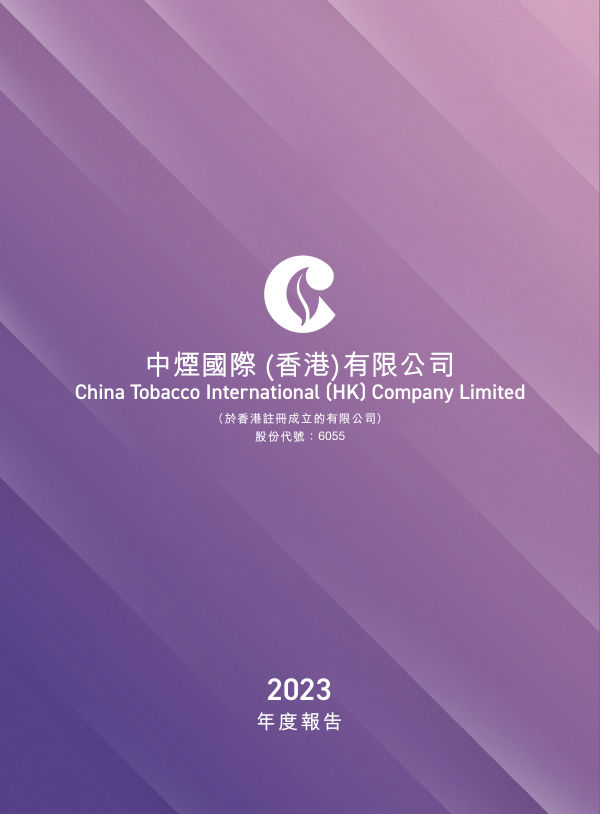 中煙國際 (香港) 有限公司
China Tobacco International (HK) Company Limited
（於香港註冊成立的有限公司）
股份代號：6055
2023
年度報告